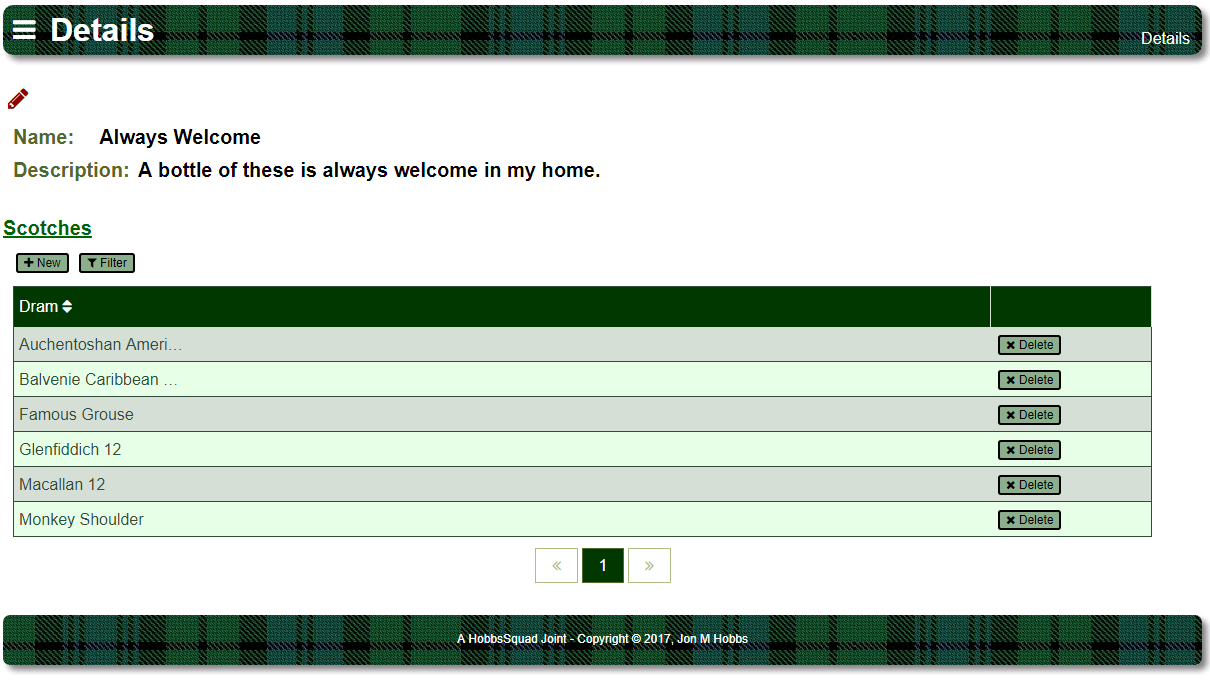 Details
Details
Name: Always Welcome
Description: A bottle of these is always welcome in my home.
Scotches
New Filter
Dram
Auchentoshan Ameri... Delete
Balvenie Caribbean ... Delete
Famous Grouse Delete
Glenfiddich 12 Delete
Macallan 12 Delete
Monkey Shoulder Delete
« 1 »
A HobbsSquad Joint - Copyright © 2017, Jon M Hobbs